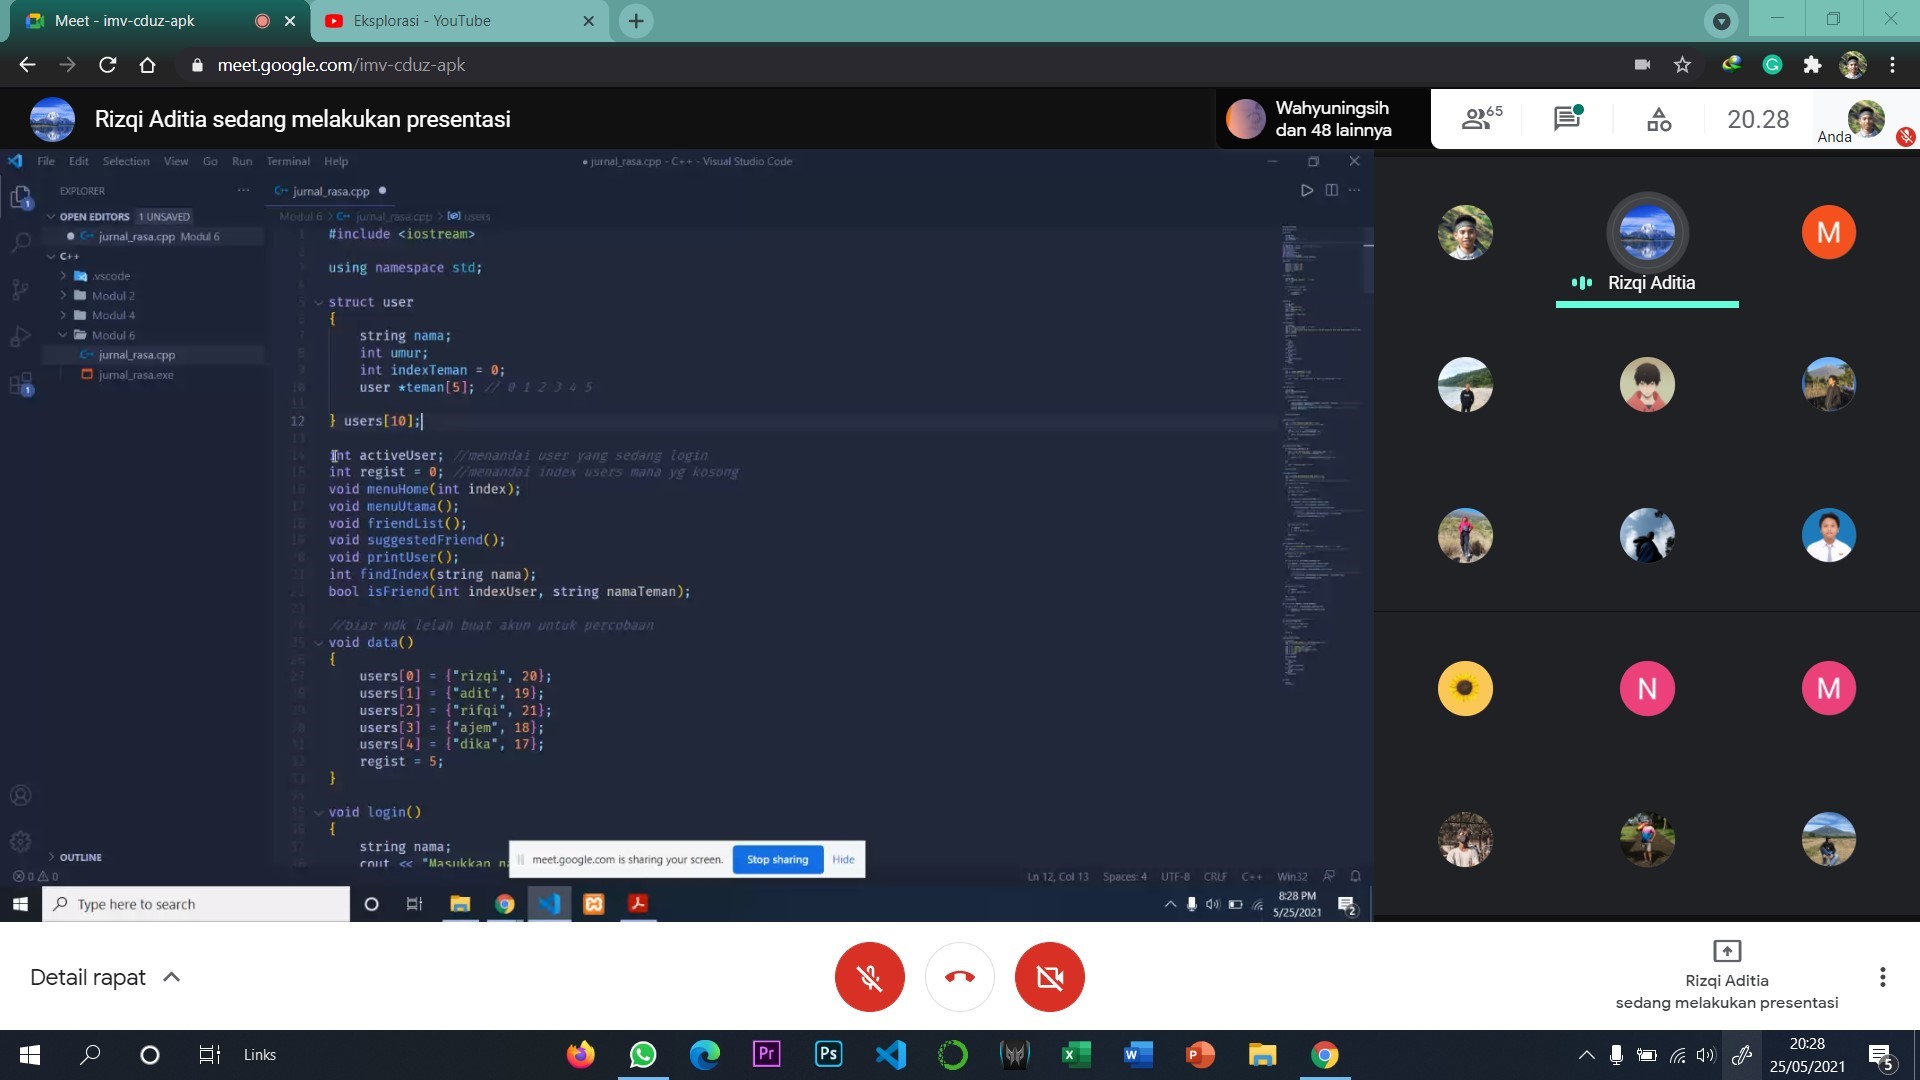 Meet - imv-cduz-apk
Eksplorasi - YouTube
meet.google.com/imv-cduz-apk
Rizqi Aditia sedang melakukan presentasi
Wahyuningsih
dan 48 lainnya
65
20.28
Anda
File Edit Selection View Go Run Terminal Help
● jurnal_rasa.cpp - C++ - Visual Studio Code
EXPLORER
OPEN EDITORS 1 UNSAVED
jurnal_rasa.cpp Modul 6
C++
.vscode
Modul 2
Modul 4
Modul 6
jurnal_rasa.cpp
jurnal_rasa.exe
OUTLINE
jurnal_rasa.cpp
Modul 6 > jurnal_rasa.cpp > users
#include <iostream>
using namespace std;
struct user
{
string nama;
int umur;
int indexTeman = 0;
user *teman[5]; // 0 1 2 3 4 5
12 } users[10];
int activeUser; //menandai user yang sedang login
int regist = 0; //menandai index users mana yg kosong
void menuHome(int index);
void menuUtama();
void friendList();
void suggestedFriend();
void printUser();
int findIndex(string nama);
bool isFriend(int indexUser, string namaTeman);
//biar ndk lelah buat akun untuk percobaan
void data()
{
users[0] = {"rizqi", 20};
users[1] = {"adit", 19};
users[2] = {"rifqi", 21};
users[3] = {"ajem", 18};
users[4] = {"dika", 17};
regist = 5;
}
void login()
{
string nama;
cout << "Masukkan na
meet.google.com is sharing your screen. Stop sharing Hide
0 0
Ln 12, Col 13 Spaces: 4 UTF-8 CRLF C++ Win32
Type here to search
8:28 PM
5/25/2021
2
Rizqi Aditia
M
N
M
Detail rapat
Rizqi Aditia
sedang melakukan presentasi
Links
20:28
25/05/2021
5